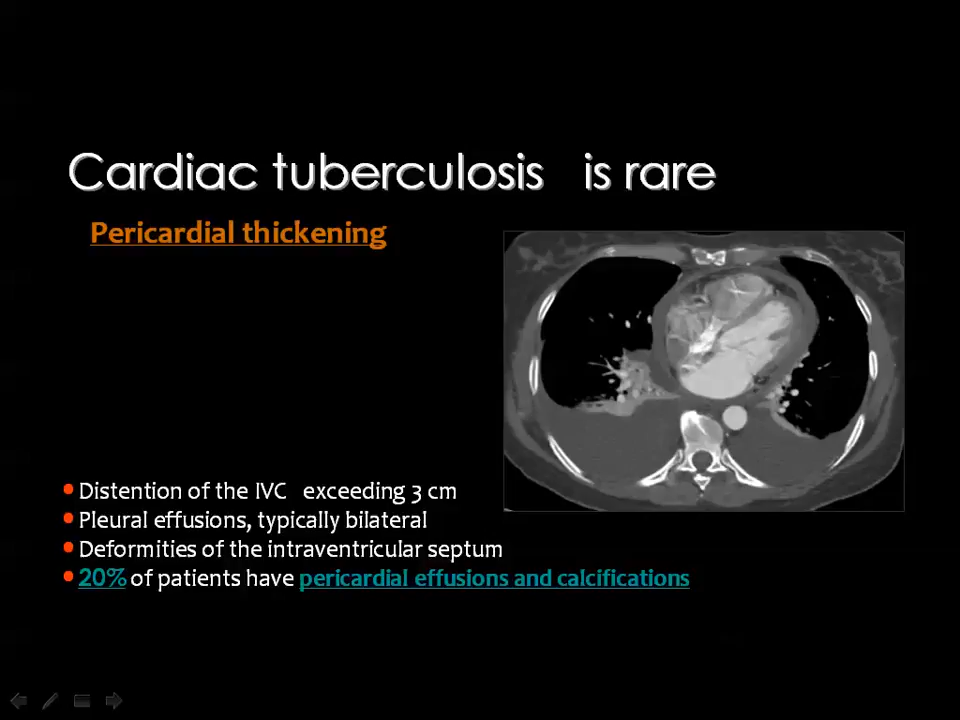 Cardiac tuberculosis is rare
Pericardial thickening
Distention of the IVC exceeding 3 cm
Pleural effusions, typically bilateral
Deformities of the intraventricular septum
20% of patients have pericardial effusions and calcifications